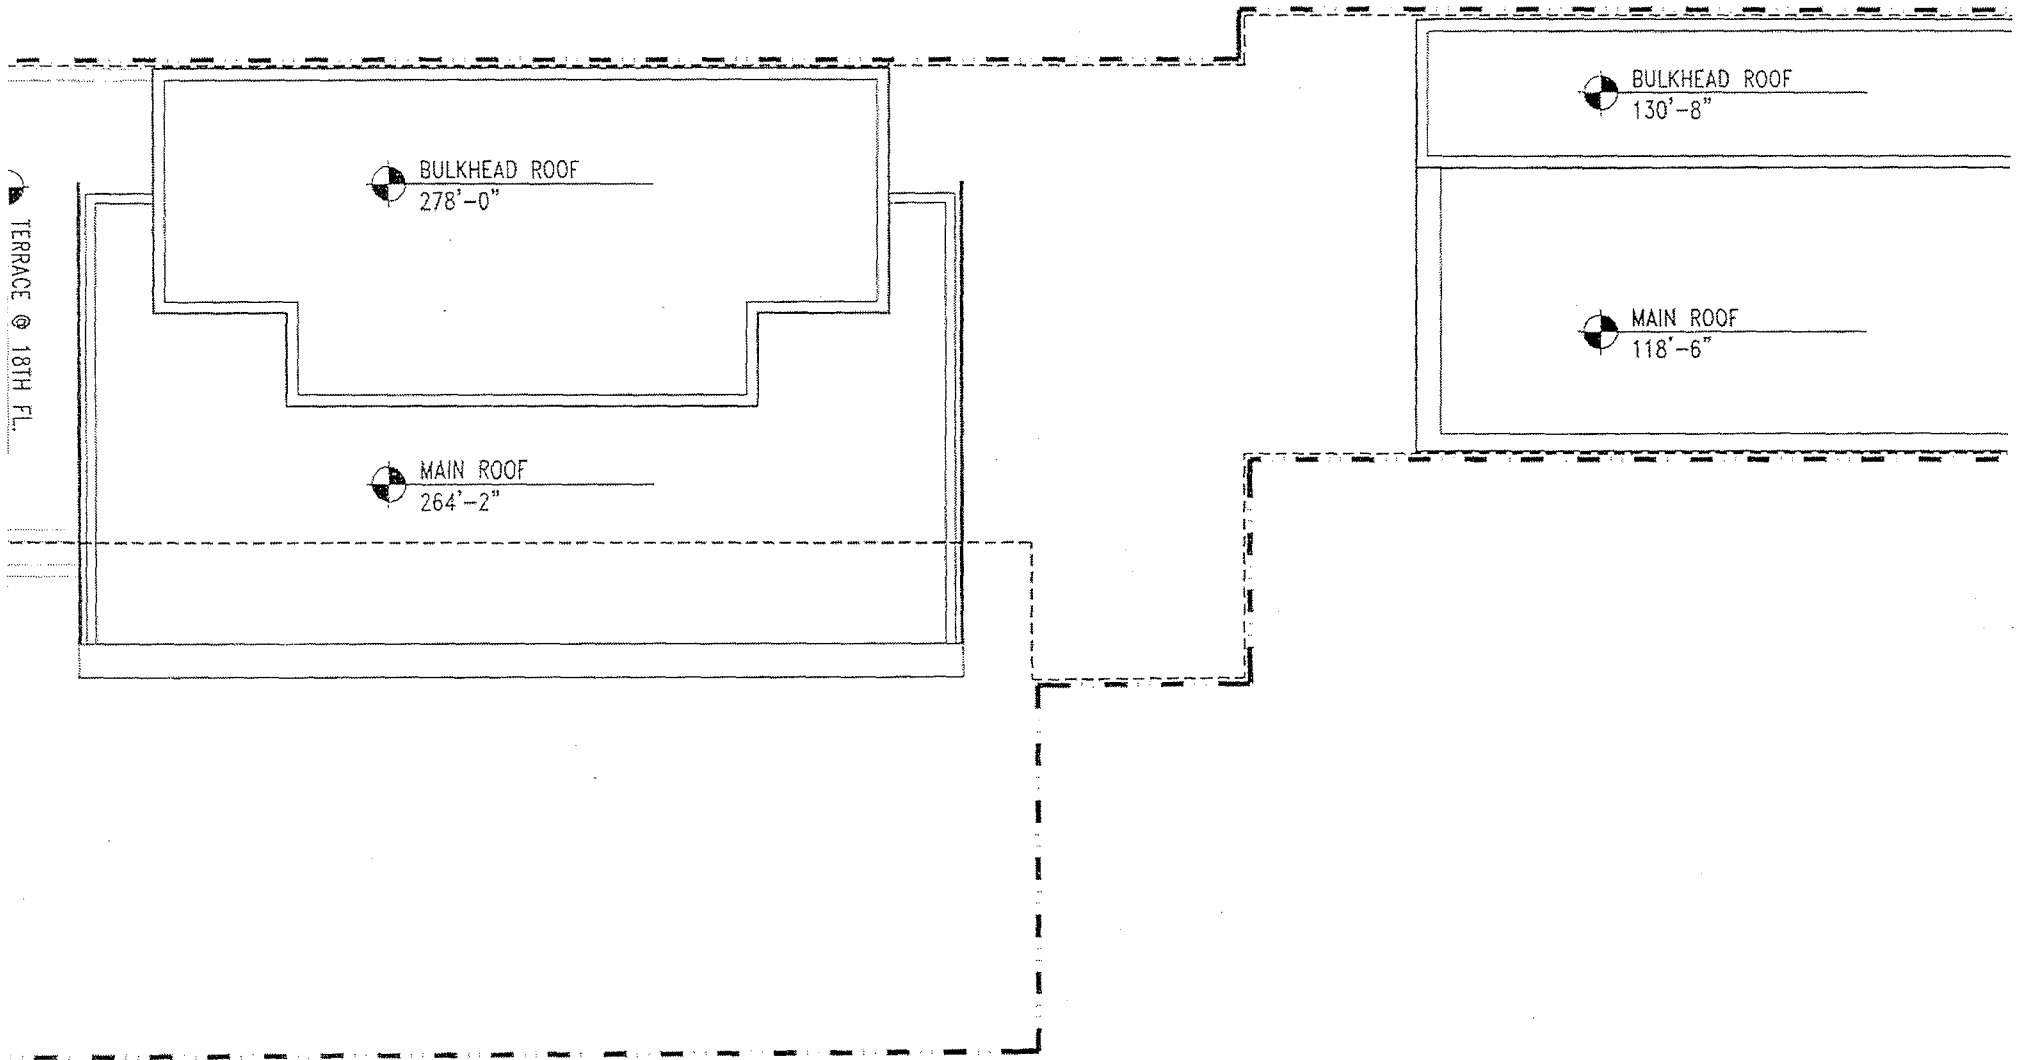 BULKHEAD ROOF
130'-8"
BULKHEAD ROOF
278'-0"
TERRACE @ 18TH FL.
MAIN ROOF
118'-6"
MAIN ROOF
264'-2"